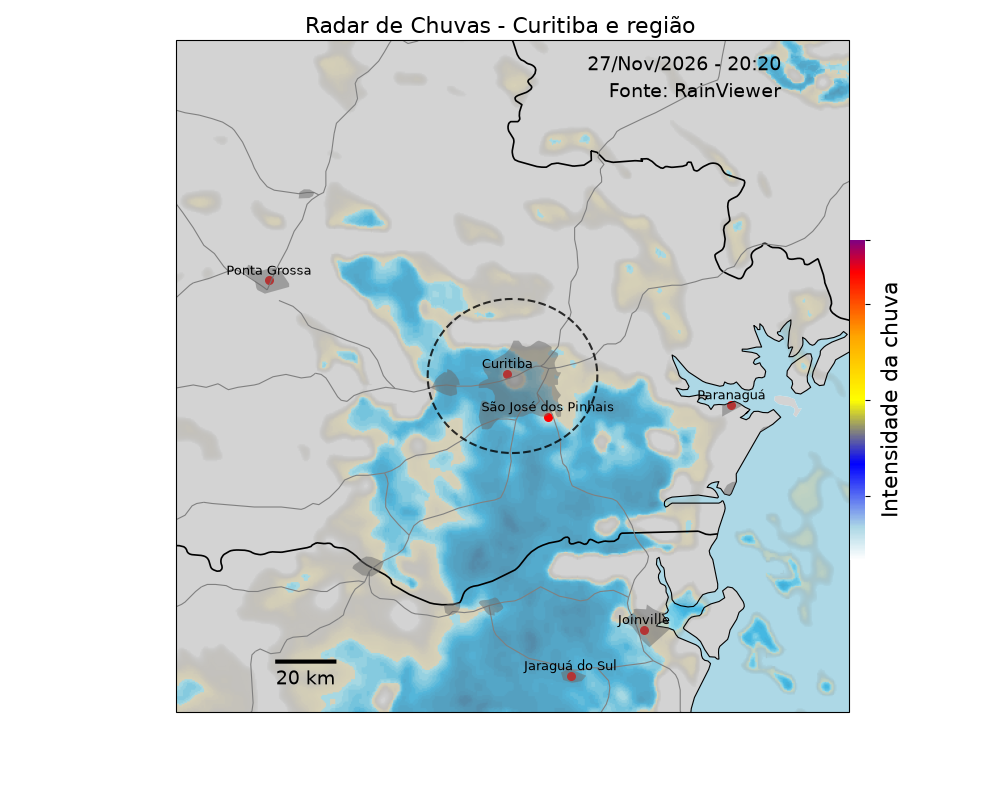 Radar de Chuvas - Curitiba e região
27/Nov/2026 - 20:20
Fonte: RainViewer
Ponta Grossa
Curitiba
São José dos Pinhais
Paranaguá
Joinville
Jaraguá do Sul
20 km
Intensidade da chuva